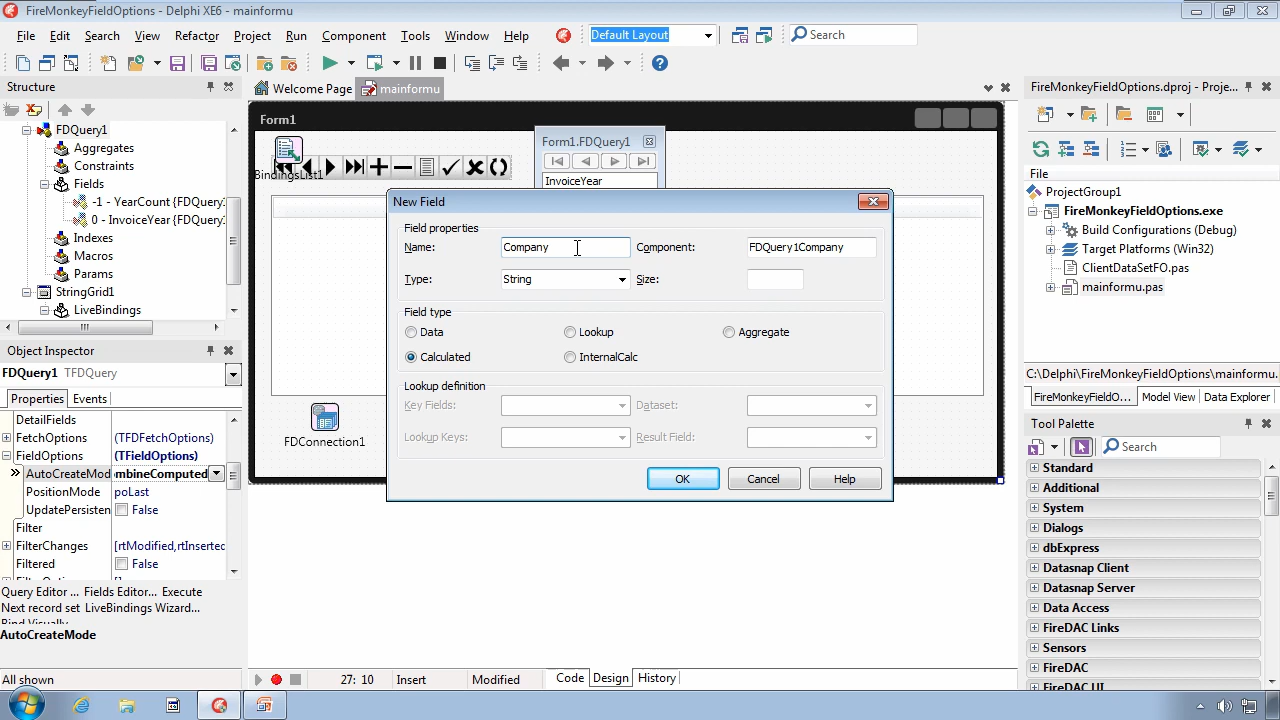 FireMonkeyFieldOptions - Delphi XE6 - mainformu
File Edit Search View Refactor Project Run Component Tools Window Help
Default Layout
Search
Structure
Welcome Page
mainformu
FireMonkeyFieldOptions.dproj - Proje...
FDQuery1
Aggregates
Constraints
Fields
-1 - YearCount {FDQuery
0 - InvoiceYear {FDQuery
Indexes
Macros
Params
StringGrid1
LiveBindings
Form1
BindingsList1
Form1.FDQuery1
InvoiceYear
FDConnection1
New Field
Field properties
Name:
Company
Component:
FDQuery1Company
Type:
String
Size:
Field type
Data
Lookup
Aggregate
Calculated
InternalCalc
Lookup definition
Key Fields:
Dataset:
Lookup Keys:
Result Field:
OK
Cancel
Help
File
ProjectGroup1
FireMonkeyFieldOptions.exe
Build Configurations (Debug)
Target Platforms (Win32)
ClientDataSetFO.pas
mainformu.pas
C:\Delphi\FireMonkeyFieldOptions\mainformu.
FireMonkeyFieldO...
Model View
Data Explorer
Object Inspector
FDQuery1 TFDQuery
Properties
Events
DetailFields
FetchOptions (TFDFetchOptions)
FieldOptions (TFieldOptions)
AutoCreateMod mbineComputed
PositionMode poLast
UpdatePersisten False
Filter
FilterChanges [rtModified,rtInserted
Filtered False
Query Editor ... Fields Editor... Execute
Next record set LiveBindings Wizard...
AutoCreateMode
All shown
27: 10
Insert
Modified
Code
Design
History
Tool Palette
Search
Standard
Additional
System
Dialogs
dbExpress
Datasnap Client
Datasnap Server
Data Access
FireDAC Links
Sensors
FireDAC
FireDAC UI